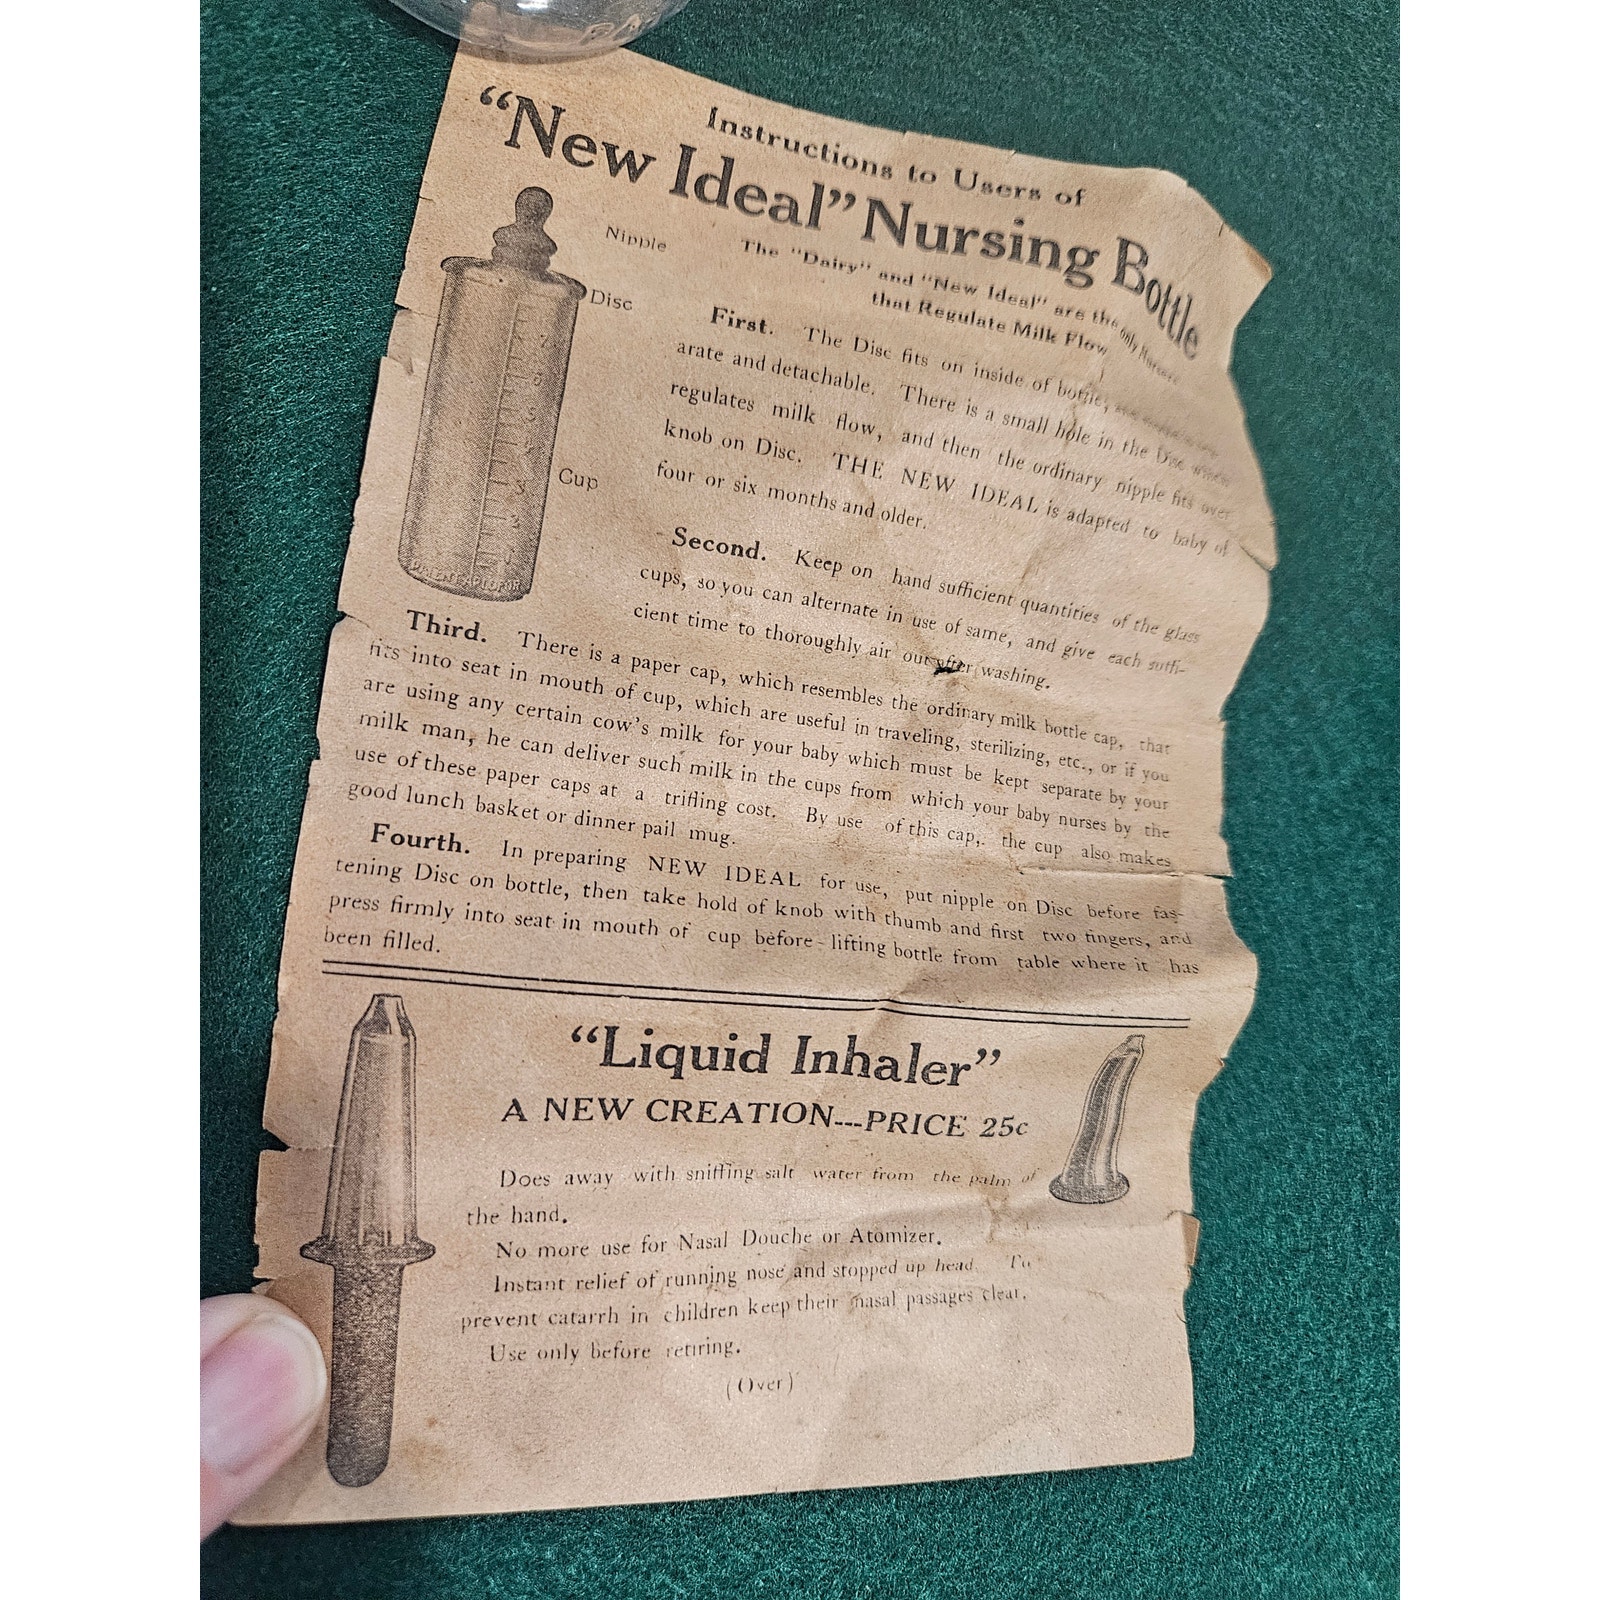 Instructions to Users of
“New Ideal” Nursing Bottle
The “Dairy” and “New Ideal” are the only Nursers
that Regulate Milk Flow
Nipple
Disc
Cup
7
6
5
3
First. The Disc fits on inside of bottle,
arate and detachable. There is a small hole in the Disc which
regulates milk flow, and then the ordinary nipple fits over
knob on Disc. THE NEW IDEAL is adapted to baby of
four or six months and older.
Second. Keep on hand sufficient quantities of the glass
cups, so you can alternate in use of same, and give each suffi-
cient time to thoroughly air out after washing.
Third. There is a paper cap, which resembles the ordinary milk bottle cap, that
fits into seat in mouth of cup, which are useful in traveling, sterilizing, etc., or if you
are using any certain cow's milk for your baby which must be kept separate by your
milk man, he can deliver such milk in the cups from which your baby nurses by the
use of these paper caps at a trifling cost. By use of this cap,. the cup also makes
good lunch basket or dinner pail mug.
Fourth. In preparing NEW IDEAL for use, put nipple on Disc before fas-
tening Disc on bottle, then take hold of knob with thumb and first two fingers, and
press firmly into seat in mouth of cup before lifting bottle from table where it has
been filled.
“Liquid Inhaler”
A NEW CREATION---PRICE 25c
Does away with sniffing salt water from the palm of
the hand.
No more use for Nasal Douche or Atomizer.
Instant relief of running nose and stopped up head. To
prevent catarrh in children keep their nasal passages clear.
Use only before retiring.
(Over)